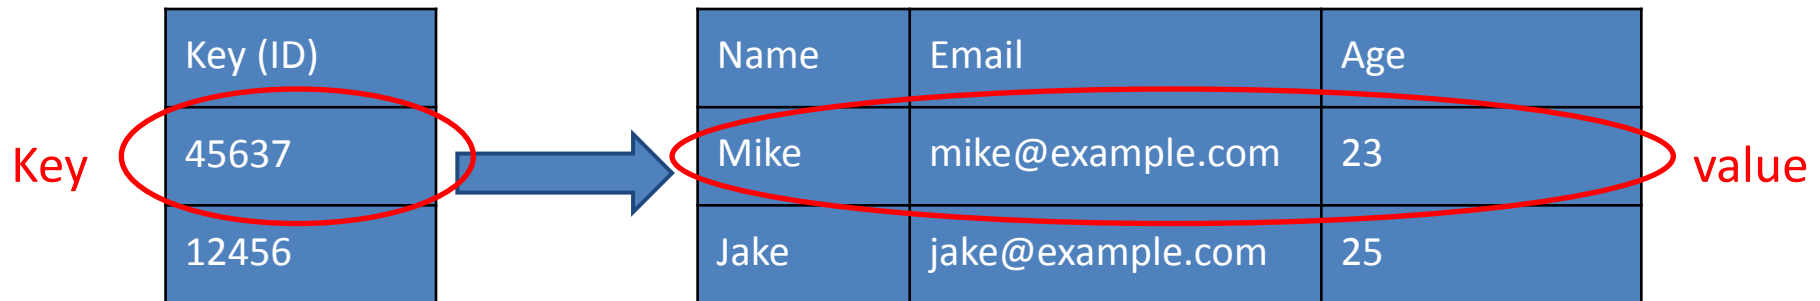 Key (ID) Name Email Age
Key 45637 Mike mike@example.com 23 value
12456 Jake jake@example.com 25